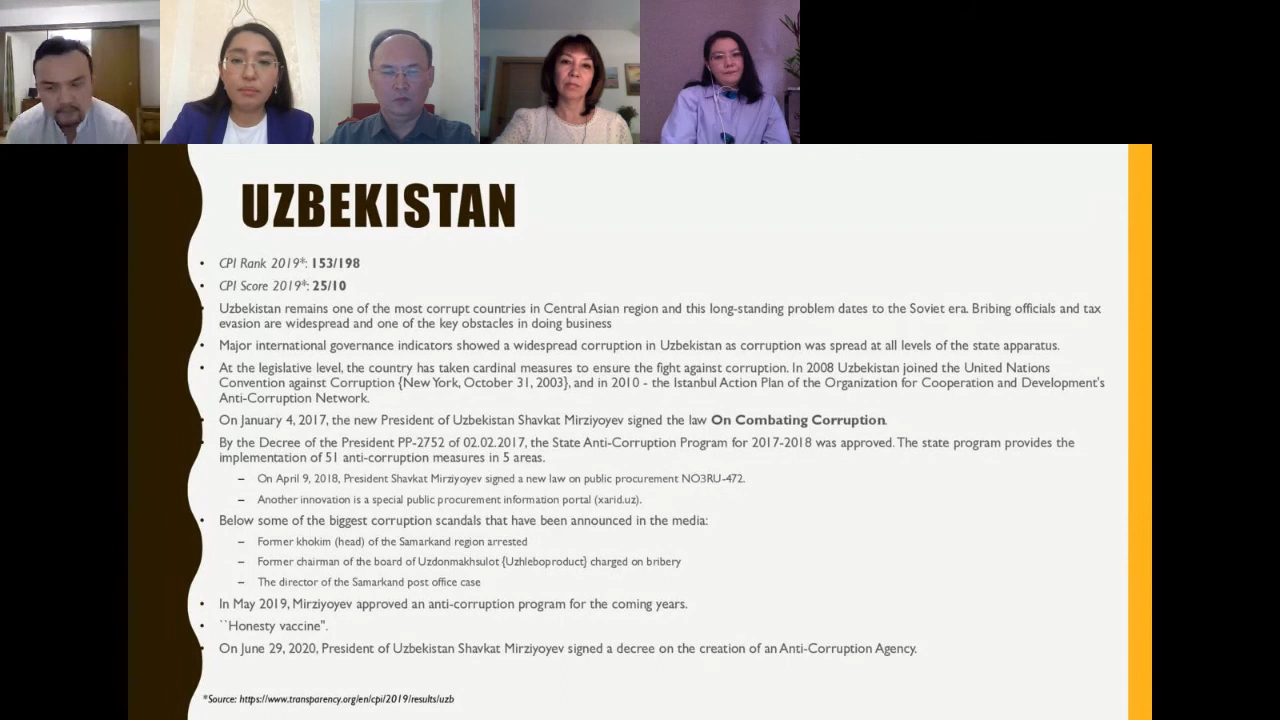 UZBEKISTAN
• CPI Rank 2019*: 153/198
• CPI Score 2019*: 25/10
• Uzbekistan remains one of the most corrupt countries in Central Asian region and this long-standing problem dates to the Soviet era. Bribing officials and tax
evasion are widespread and one of the key obstacles in doing business
• Major international governance indicators showed a widespread corruption in Uzbekistan as corruption was spread at all levels of the state apparatus.
• At the legislative level, the country has taken cardinal measures to ensure the fight against corruption. In 2008 Uzbekistan joined the United Nations
Convention against Corruption {New York, October 31, 2003}, and in 2010 - the Istanbul Action Plan of the Organization for Cooperation and Development's
Anti-Corruption Network.
• On January 4, 2017, the new President of Uzbekistan Shavkat Mirziyoyev signed the law On Combating Corruption.
• By the Decree of the President PP-2752 of 02.02.2017, the State Anti-Corruption Program for 2017-2018 was approved. The state program provides the
implementation of 51 anti-corruption measures in 5 areas.
– On April 9, 2018, President Shavkat Mirziyoyev signed a new law on public procurement NO3RU-472.
– Another innovation is a special public procurement information portal (xarid.uz).
• Below some of the biggest corruption scandals that have been announced in the media:
– Former khokim (head) of the Samarkand region arrested
– Former chairman of the board of Uzdonmakhsulot {Uzhleboproduct} charged on bribery
– The director of the Samarkand post office case
• In May 2019, Mirziyoyev approved an anti-corruption program for the coming years.
• ``Honesty vaccine".
• On June 29, 2020, President of Uzbekistan Shavkat Mirziyoyev signed a decree on the creation of an Anti-Corruption Agency.
*Source: https://www.transparency.org/en/cpi/2019/results/uzb